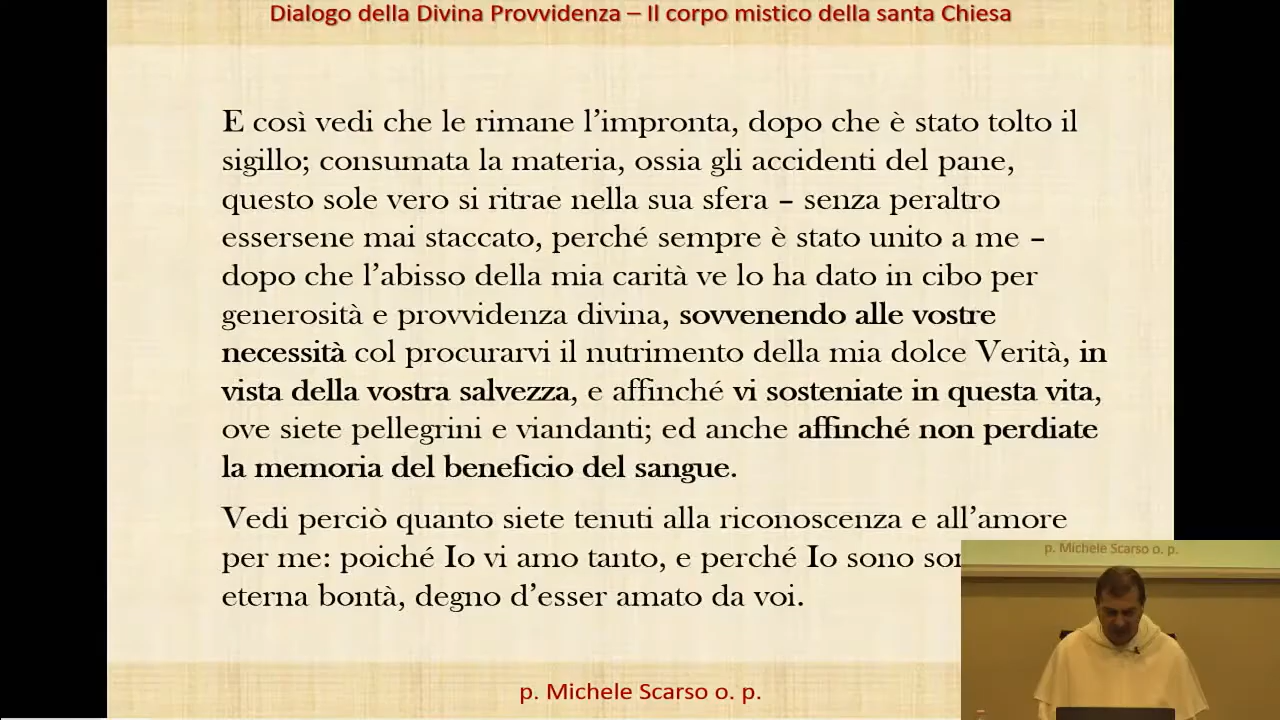 Dialogo della Divina Provvidenza – Il corpo mistico della santa Chiesa
E così vedi che le rimane l'impronta, dopo che è stato tolto il
sigillo; consumata la materia, ossia gli accidenti del pane,
questo sole vero si ritrae nella sua sfera – senza peraltro
essersene mai staccato, perché sempre è stato unito a me –
dopo che l'abisso della mia carità ve lo ha dato in cibo per
generosità e provvidenza divina, sovvenendo alle vostre
necessità col procurarvi il nutrimento della mia dolce Verità, in
vista della vostra salvezza, e affinché vi sosteniate in questa vita,
ove siete pellegrini e viandanti; ed anche affinché non perdiate
la memoria del beneficio del sangue.
Vedi perciò quanto siete tenuti alla riconoscenza e all'amore
per me: poiché Io vi amo tanto, e perché Io sono
eterna bontà, degno d'esser amato da voi.
p. Michele Scarso o. p.
p. Michele Scarso o. p.